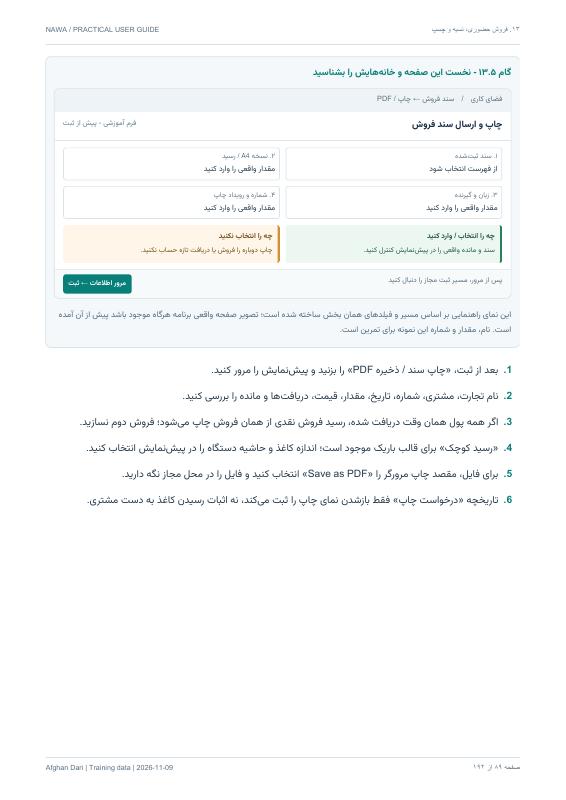 ۱۳. فروش حضوری، نسیه و چسپ
NAWA / PRACTICAL USER GUIDE
گام ۱۳.۵ - نخست این صفحه و خانه‌هایش را بشناسید
فضای کاری / سند فروش ← چاپ / PDF
چاپ و ارسال سند فروش
فرم آموزشی - پیش از ثبت
۱. سند ثبت‌شده
از فهرست انتخاب شود
۲. نسخه A4 / رسید
مقدار واقعی را وارد کنید
۳. زبان و گیرنده
مقدار واقعی را وارد کنید
۴. شماره و رویداد چاپ
مقدار واقعی را وارد کنید
چه را انتخاب / وارد کنید
سند و مانده واقعی را در پیش‌نمایش کنترل کنید.
چه را انتخاب نکنید
چاپ دوباره را فروش یا دریافت تازه حساب نکنید.
پس از مرور، مسیر ثبت مجاز را دنبال کنید
مرور اطلاعات ← ثبت
این نمای راهنمایی بر اساس مسیر و فیلدهای همان بخش ساخته شده است؛ تصویر صفحه واقعی برنامه هرگاه موجود باشد پیش از آن آمده
است. نام، مقدار و شماره این نمونه برای تمرین است.
1. بعد از ثبت، «چاپ سند / ذخیره PDF» را بزنید و پیش‌نمایش را مرور کنید.
2. نام تجارت، مشتری، شماره، تاریخ، مقدار، قیمت، دریافت‌ها و مانده را بررسی کنید.
3. اگر همه پول همان وقت دریافت شده، رسید فروش نقدی از همان فروش چاپ می‌شود؛ فروش دوم نسازید.
4. «رسید کوچک» برای قالب باریک موجود است؛ اندازه کاغذ و حاشیه دستگاه را در پیش‌نمایش انتخاب کنید.
5. برای فایل، مقصد چاپ مرورگر را «Save as PDF» انتخاب کنید و فایل را در محل مجاز نگه دارید.
6. تاریخچه «درخواست چاپ» فقط بازشدن نمای چاپ را ثبت می‌کند، نه اثبات رسیدن کاغذ به دست مشتری.
صفحه ۸۹ از ۱۹۲
Afghan Dari | Training data | 2026-11-09